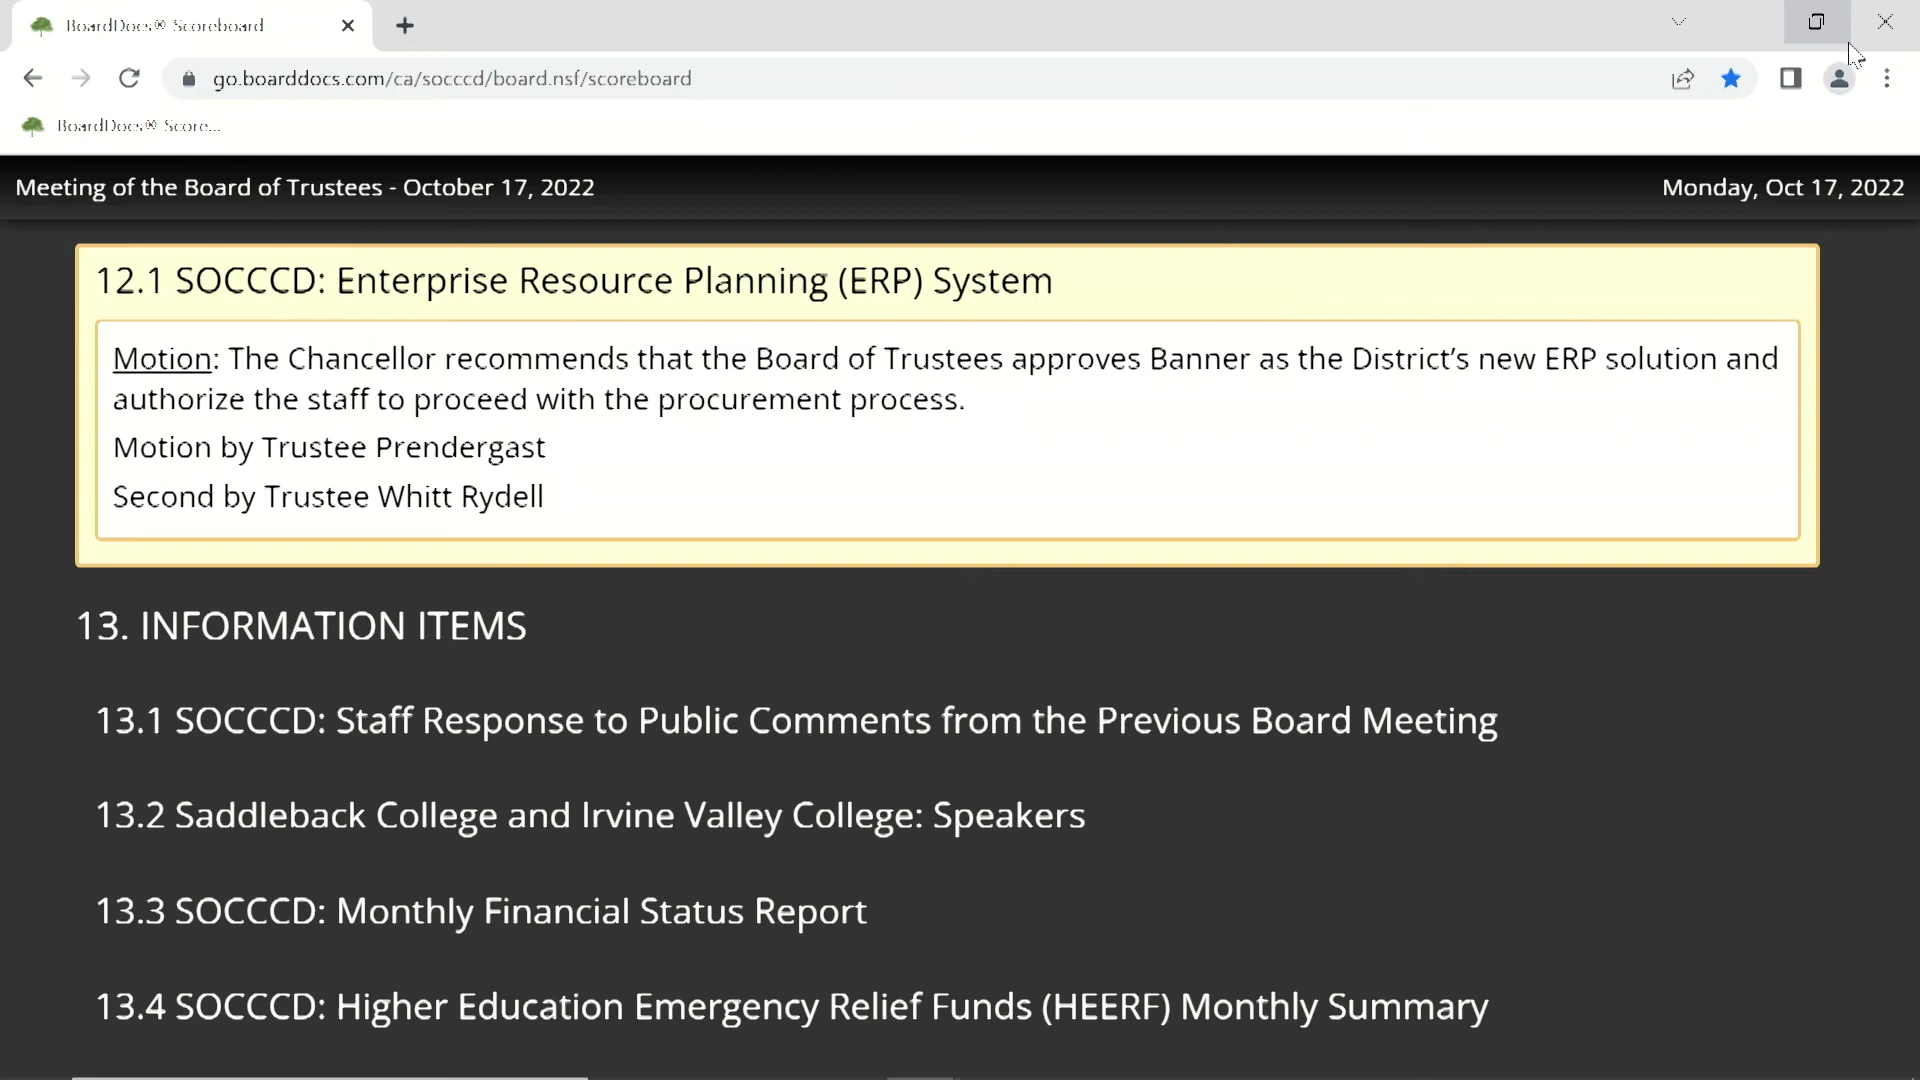 BoardDocs® Scoreboard
go.boarddocs.com/ca/socccd/board.nsf/scoreboard
BoardDocs® Score...
Meeting of the Board of Trustees - October 17, 2022
Monday, Oct 17, 2022
12.1 SOCCCD: Enterprise Resource Planning (ERP) System
Motion: The Chancellor recommends that the Board of Trustees approves Banner as the District’s new ERP solution and
authorize the staff to proceed with the procurement process.
Motion by Trustee Prendergast
Second by Trustee Whitt Rydell
13. INFORMATION ITEMS
13.1 SOCCCD: Staff Response to Public Comments from the Previous Board Meeting
13.2 Saddleback College and Irvine Valley College: Speakers
13.3 SOCCCD: Monthly Financial Status Report
13.4 SOCCCD: Higher Education Emergency Relief Funds (HEERF) Monthly Summary